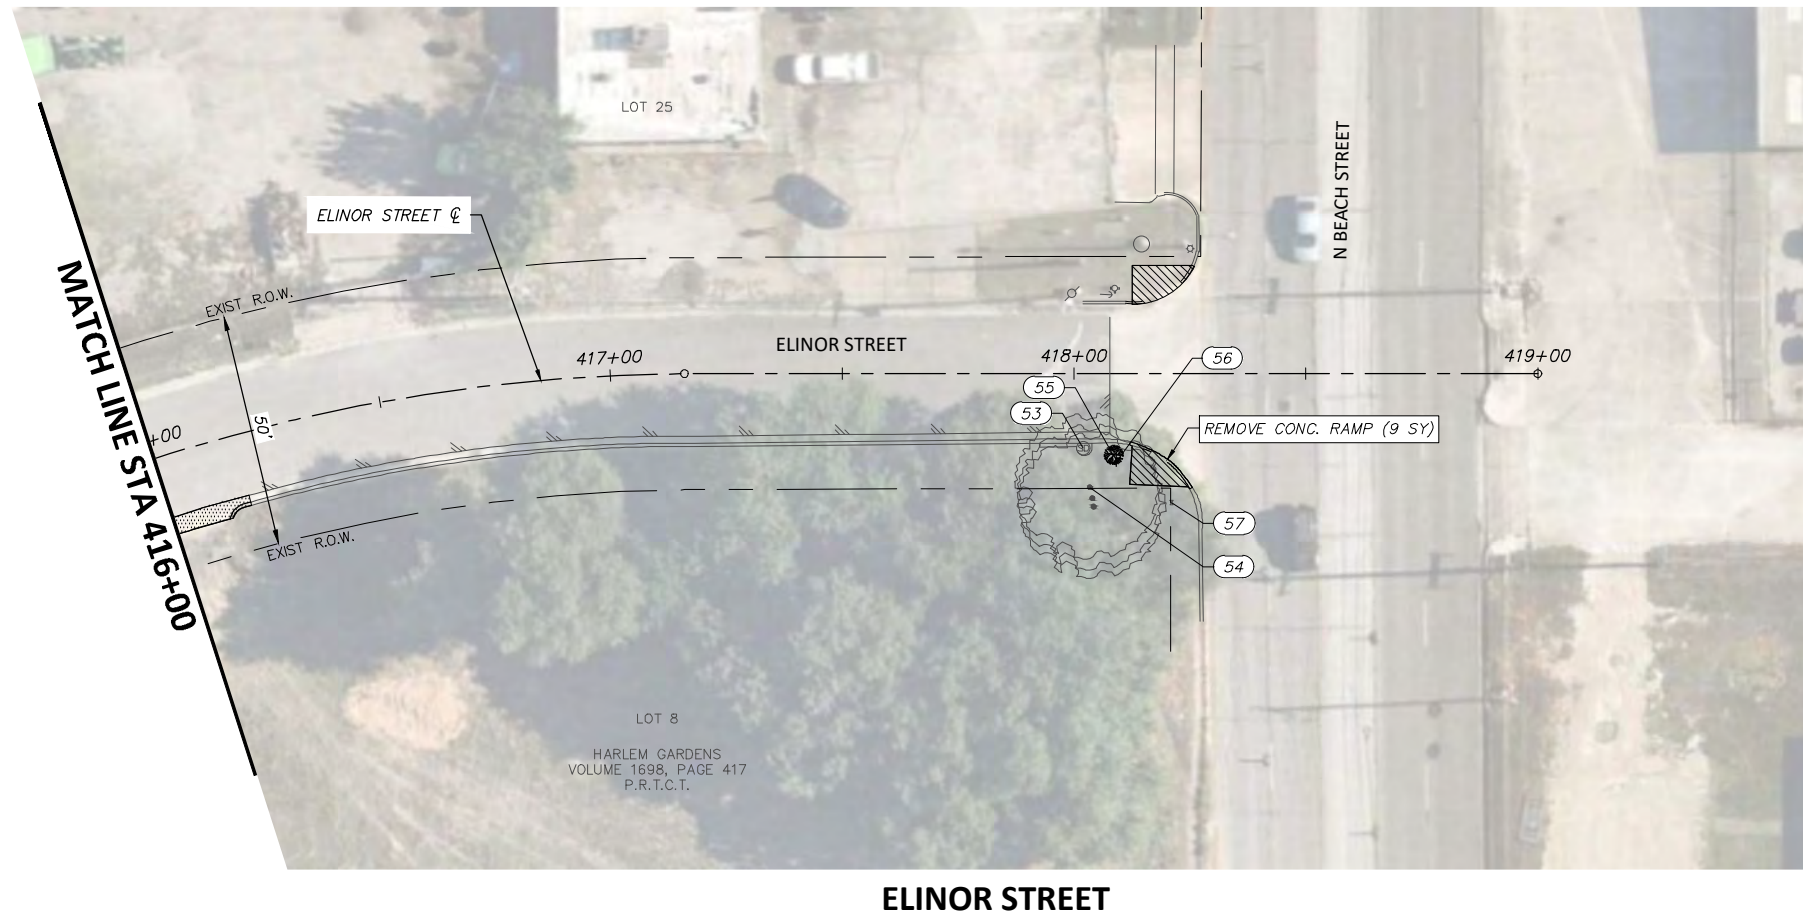 LOT 25
N BEACH STREET
ELINOR STREET ℄
EXIST R.O.W.
MATCH LINE STA 416+00
ELINOR STREET
417+00
418+00
419+00
56
55
53
REMOVE CONC. RAMP (9 SY)
+00
50'
57
EXIST R.O.W.
54
LOT 8
HARLEM GARDENS
VOLUME 1698, PAGE 417
P.R.T.C.T.
ELINOR STREET